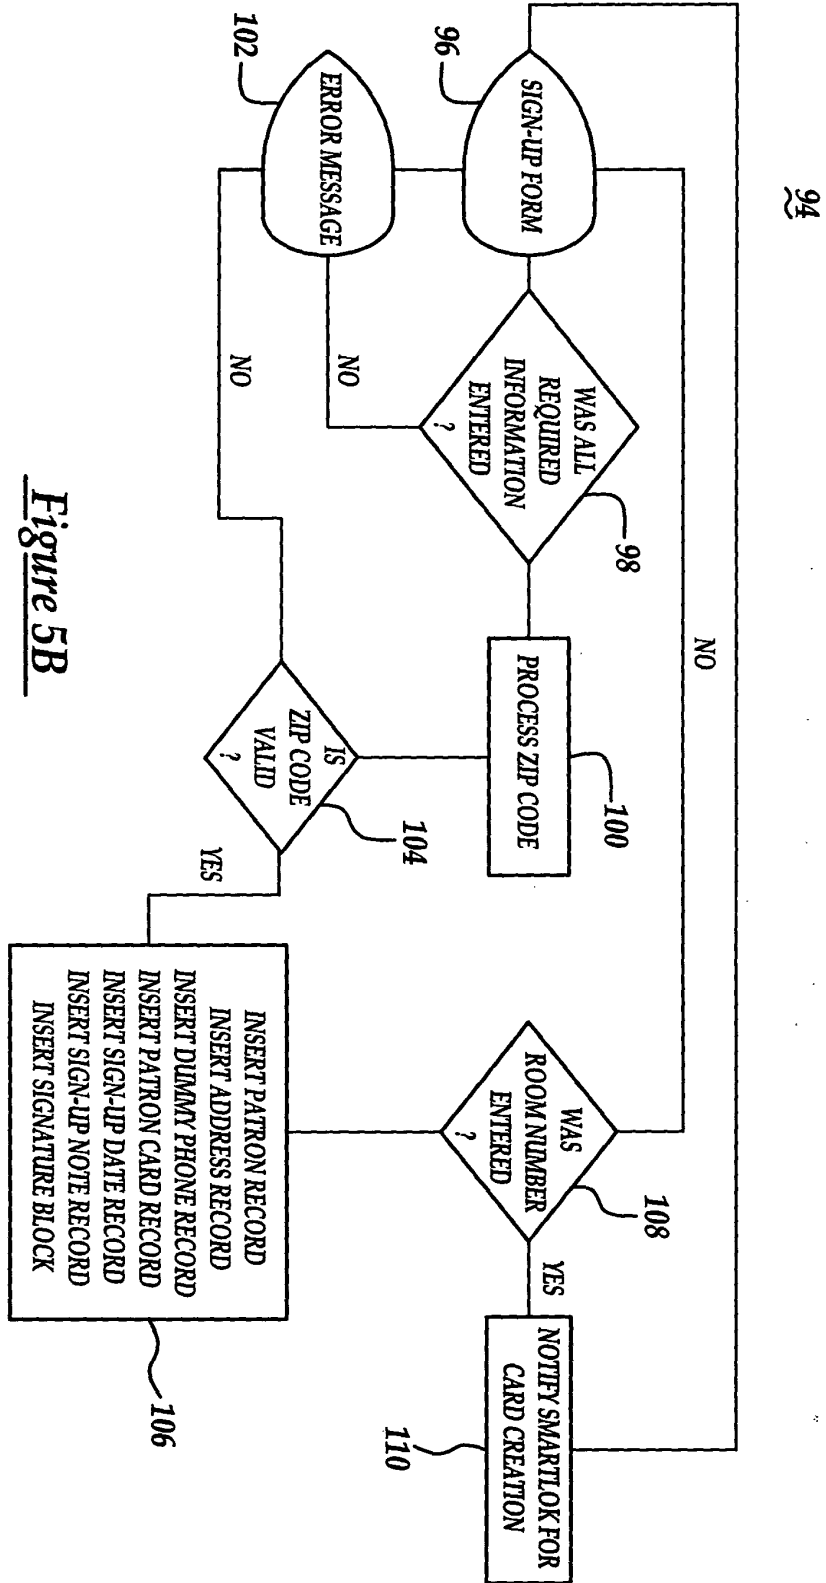 94
NO
96
SIGN-UP FORM
WAS ALL
REQUIRED
INFORMATION
ENTERED
?
98
PROCESS ZIP CODE
100
WAS
ROOM NUMBER
ENTERED
?
108
YES
NOTIFY SMARTLOK FOR
CARD CREATION
110
102
ERROR MESSAGE
NO
NO
IS
ZIP CODE
VALID
?
104
YES
INSERT PATRON RECORD
INSERT ADDRESS RECORD
INSERT DUMMY PHONE RECORD
INSERT PATRON CARD RECORD
INSERT SIGN-UP DATE RECORD
INSERT SIGN-UP NOTE RECORD
INSERT SIGNATURE BLOCK
106
Figure 5B